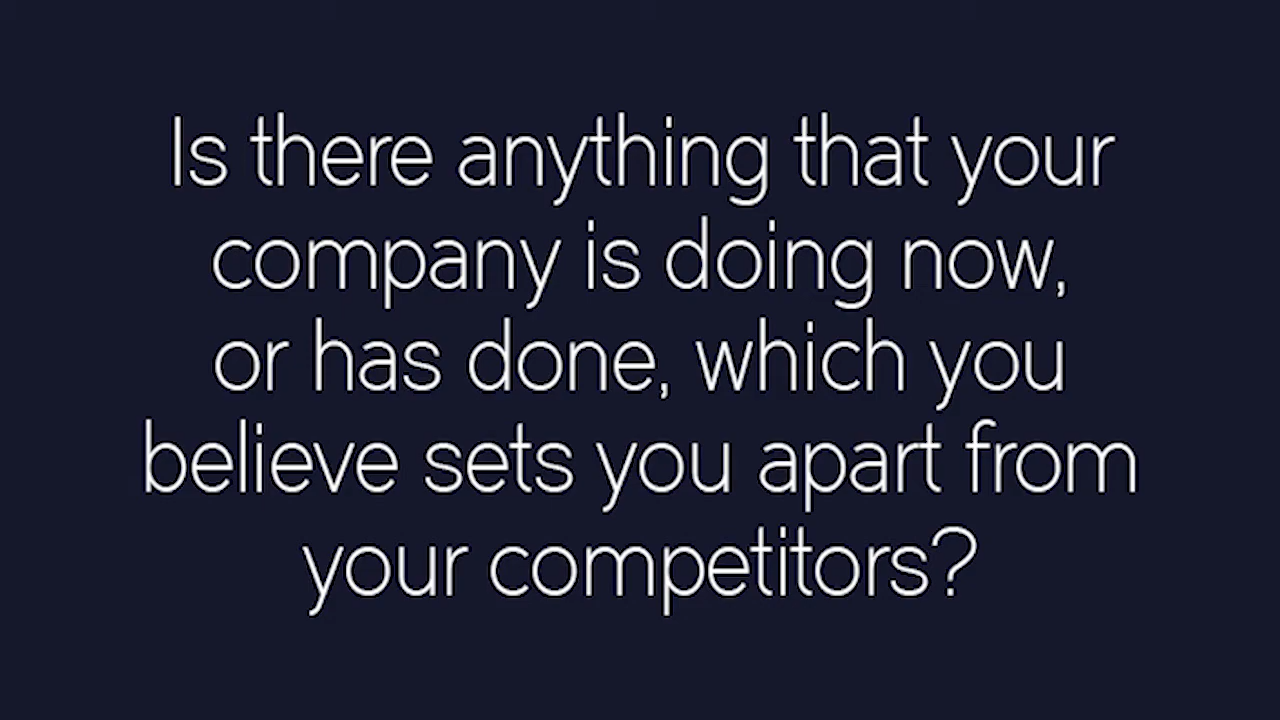 Is there anything that your
company is doing now,
or has done, which you
believe sets you apart from
your competitors?